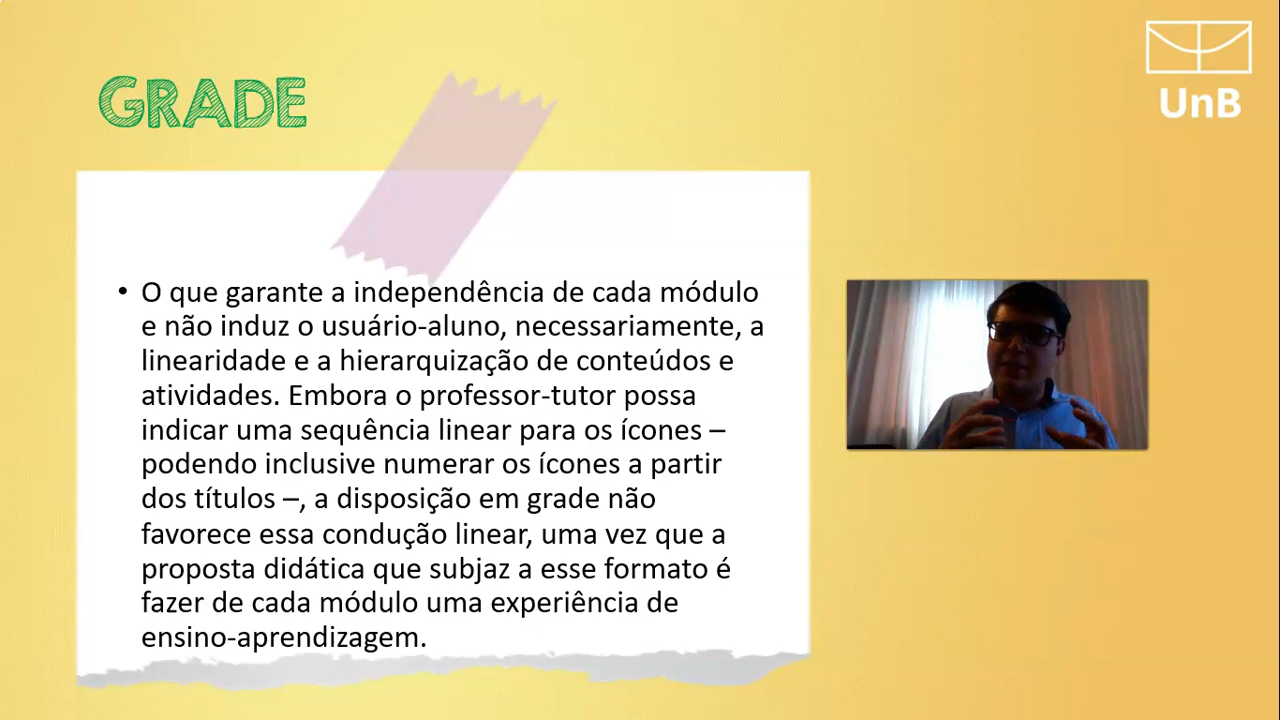 GRADE
UnB
• O que garante a independência de cada módulo
e não induz o usuário-aluno, necessariamente, a
linearidade e a hierarquização de conteúdos e
atividades. Embora o professor-tutor possa
indicar uma sequência linear para os ícones –
podendo inclusive numerar os ícones a partir
dos títulos –, a disposição em grade não
favorece essa condução linear, uma vez que a
proposta didática que subjaz a esse formato é
fazer de cada módulo uma experiência de
ensino-aprendizagem.